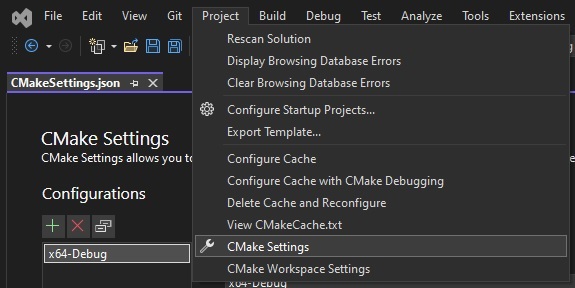 File Edit View Git Project Build Debug Test Analyze Tools Extensions
CMakeSettings.json
Rescan Solution
Display Browsing Database Errors
Clear Browsing Database Errors
Configure Startup Projects...
Export Template...
Configure Cache
Configure Cache with CMake Debugging
Delete Cache and Reconfigure
View CMakeCache.txt
CMake Settings
CMake Workspace Settings
CMake Settings
CMake Settings allows you to
Configurations
x64-Debug
x64-Debug